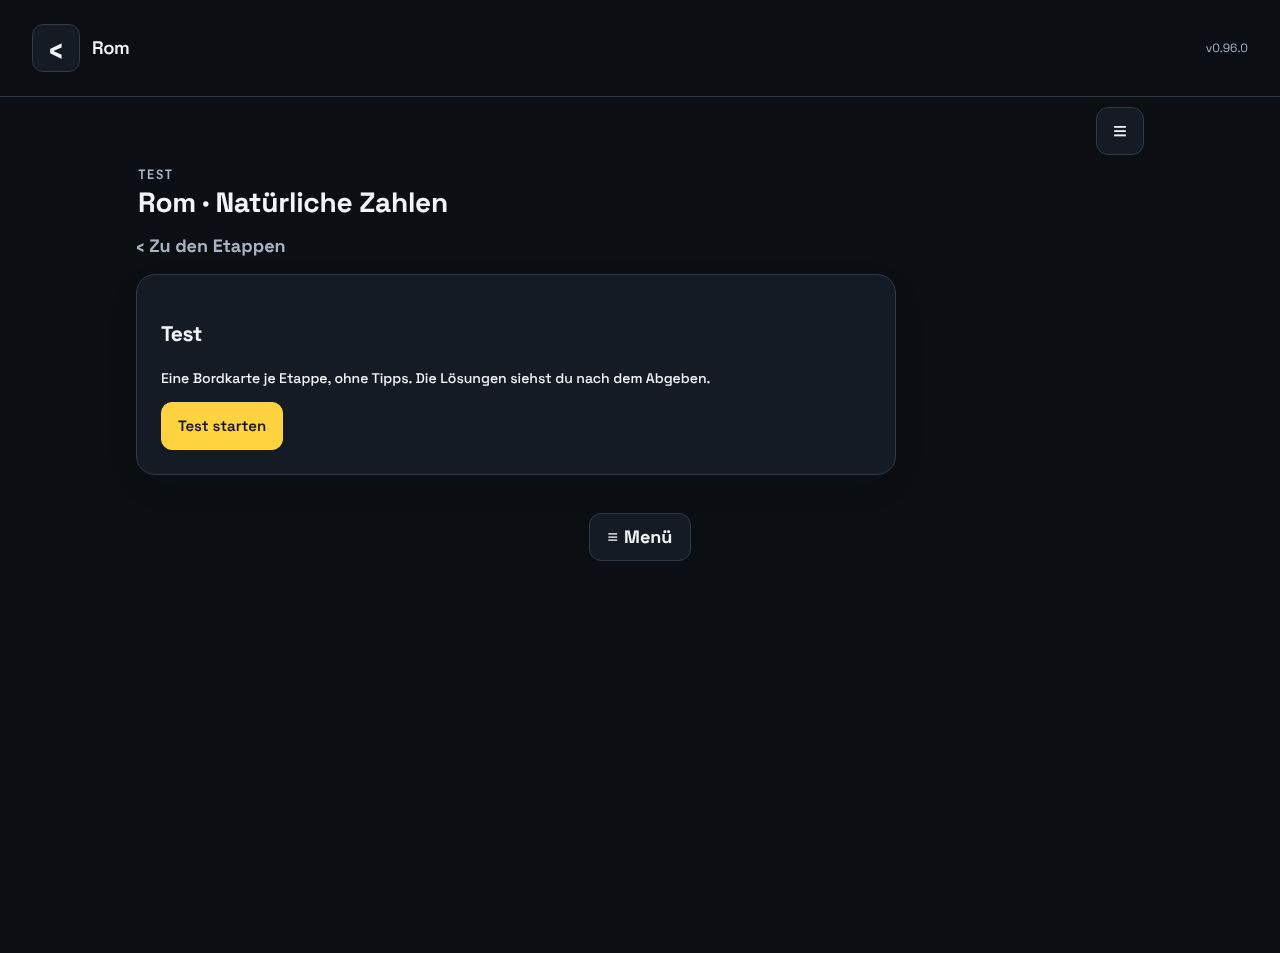 < Rom
v0.96.0
≡
TEST
Rom · Natürliche Zahlen
< Zu den Etappen
Test
Eine Bordkarte je Etappe, ohne Tipps. Die Lösungen siehst du nach dem Abgeben.
Test starten
≡ Menü